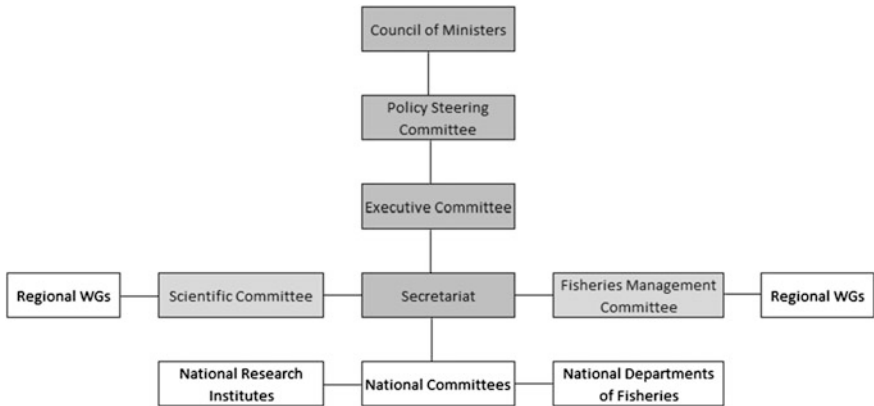 Council of Ministers
Policy Steering
Committee
Executive Committee
Regional WGs
Scientific Committee
Secretariat
Fisheries Management
Committee
Regional WGs
National Research
Institutes
National Committees
National Departments
of Fisheries